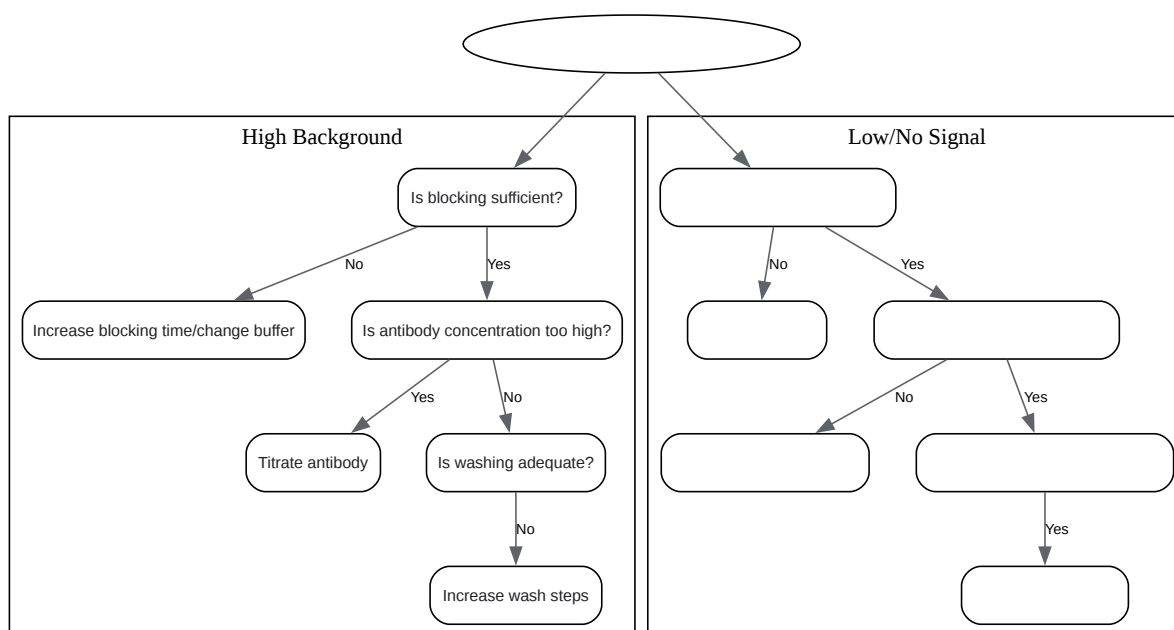 High Background
Low/No Signal
Is blocking sufficient?
No
Yes
No
Yes
Increase blocking time/change buffer
Is antibody concentration too high?
Yes
No
No
Yes
Titrate antibody
Is washing adequate?
No
Yes
Increase wash steps